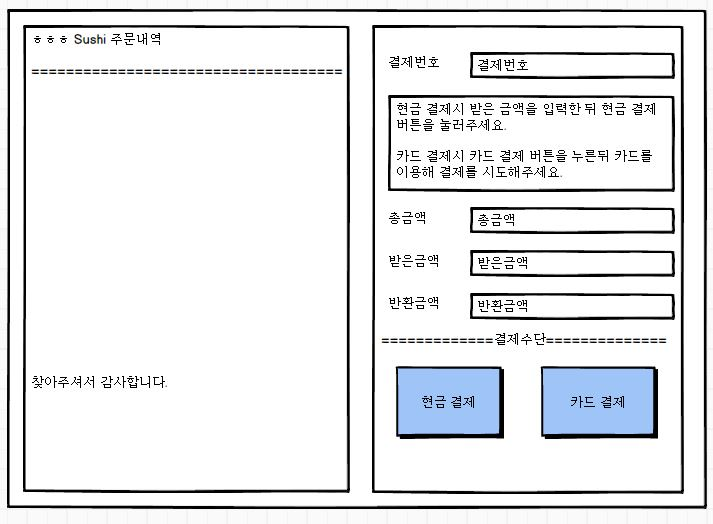 ㅎㅎㅎ Sushi 주문내역
====================================
찾아주셔서 감사합니다.
결제번호
결제번호
현금 결제시 받은 금액을 입력한 뒤 현금 결제
버튼을 눌러주세요.
카드 결제시 카드 결제 버튼을 누른뒤 카드를
이용해 결제를 시도해주세요.
총금액
총금액
받은금액
받은금액
반환금액
반환금액
=============결제수단==============
현금 결제
카드 결제